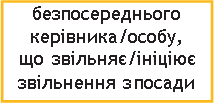 безпосереднього
керівника/особу,
що звільняє/ініціює
звільнення з посади